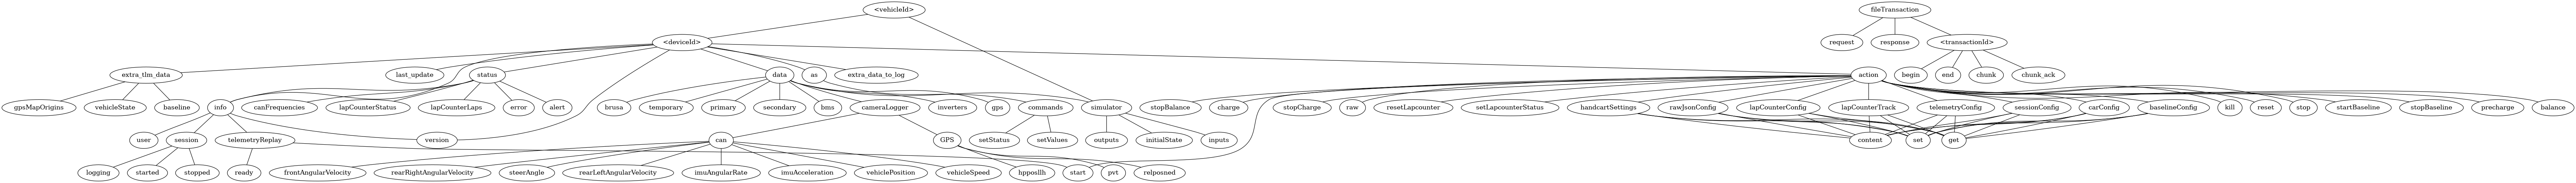 <vehicleId>
fileTransaction
<deviceId>
request
response
<transactionId>
extra_tlm_data
last_update
status
data
as
extra_data_to_log
action
begin
end
chunk
chunk_ack
gpsMapOrigins
vehicleState
baseline
info
canFrequencies
lapCounterStatus
lapCounterLaps
error
alert
brusa
temporary
primary
secondary
bms
cameraLogger
inverters
gps
commands
simulator
stopBalance
charge
stopCharge
raw
resetLapcounter
setLapcounterStatus
handcartSettings
rawJsonConfig
lapCounterConfig
lapCounterTrack
telemetryConfig
sessionConfig
carConfig
baselineConfig
kill
reset
stop
startBaseline
stopBaseline
precharge
balance
user
session
telemetryReplay
version
can
GPS
setStatus
setValues
outputs
initialState
inputs
content
set
get
logging
started
stopped
ready
frontAngularVelocity
rearRightAngularVelocity
steerAngle
rearLeftAngularVelocity
imuAngularRate
imuAcceleration
vehiclePosition
vehicleSpeed
hpposllh
start
pvt
relposned